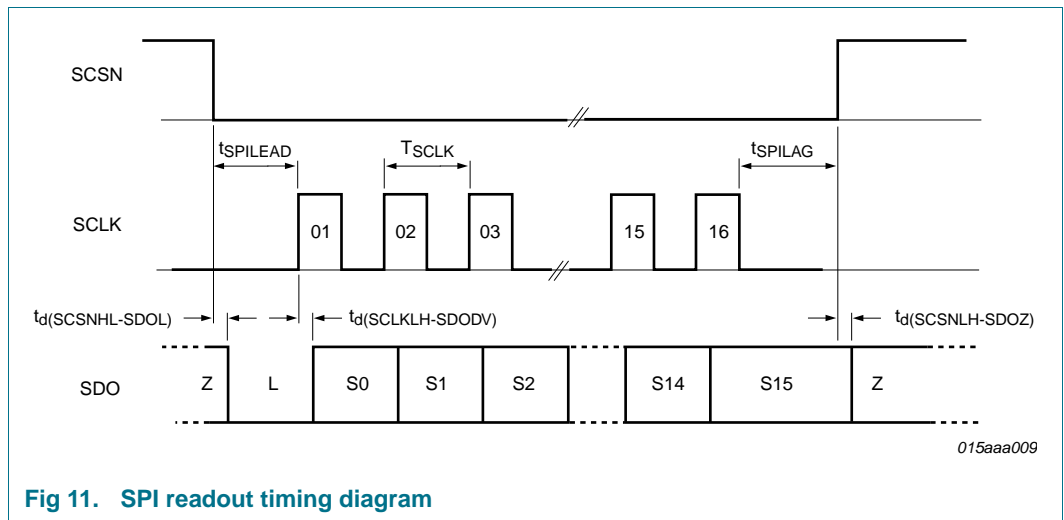 SCSN
tSPILEAD TSCLK tSPILAG
SCLK 01 02 03 15 16
td(SCSNHL-SDOL) td(SCLKLH-SDODV) td(SCSNLH-SDOZ)
SDO Z L S0 S1 S2 S14 S15 Z
015aaa009
Fig 11. SPI readout timing diagram